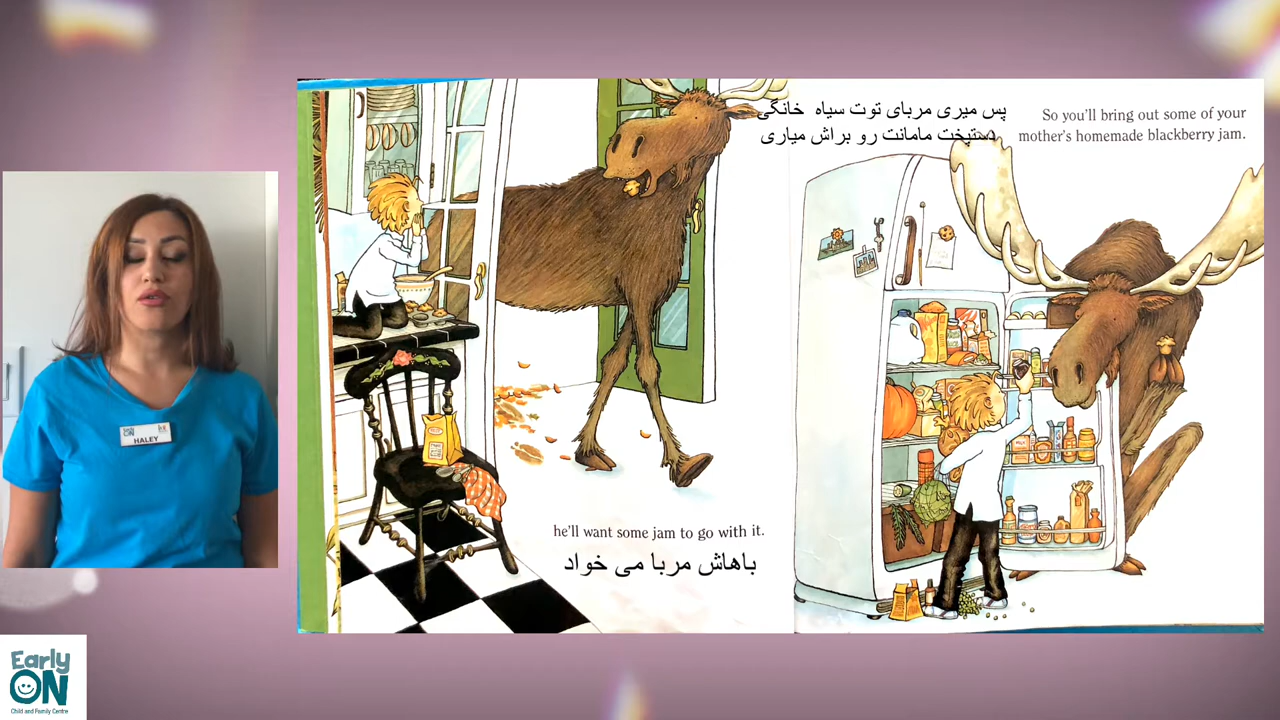 HALEY
Early
ON
Child and Family Centre
he'll want some jam to go with it.
باهاش مربا می خواد
پس میری مربای توت سیاه خانگی
دستپخت مامانت رو براش میاری
So you'll bring out some of your
mother's homemade blackberry jam.